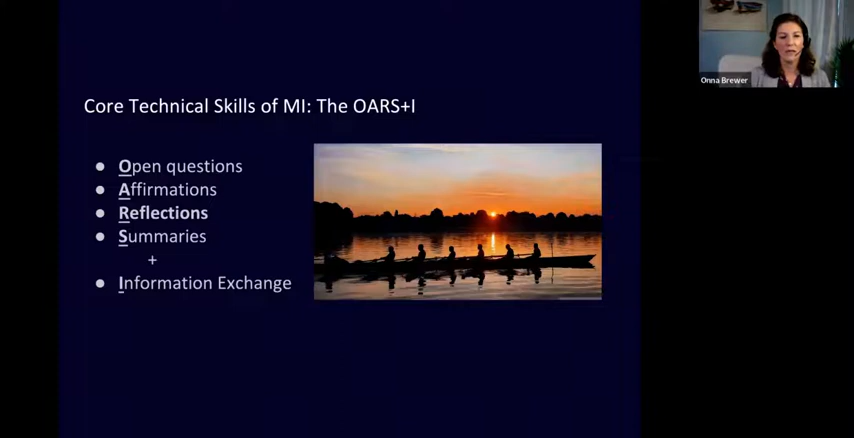 Core Technical Skills of MI: The OARS+I
● Open questions
● Affirmations
● Reflections
● Summaries
+
● Information Exchange
Onna Brewer